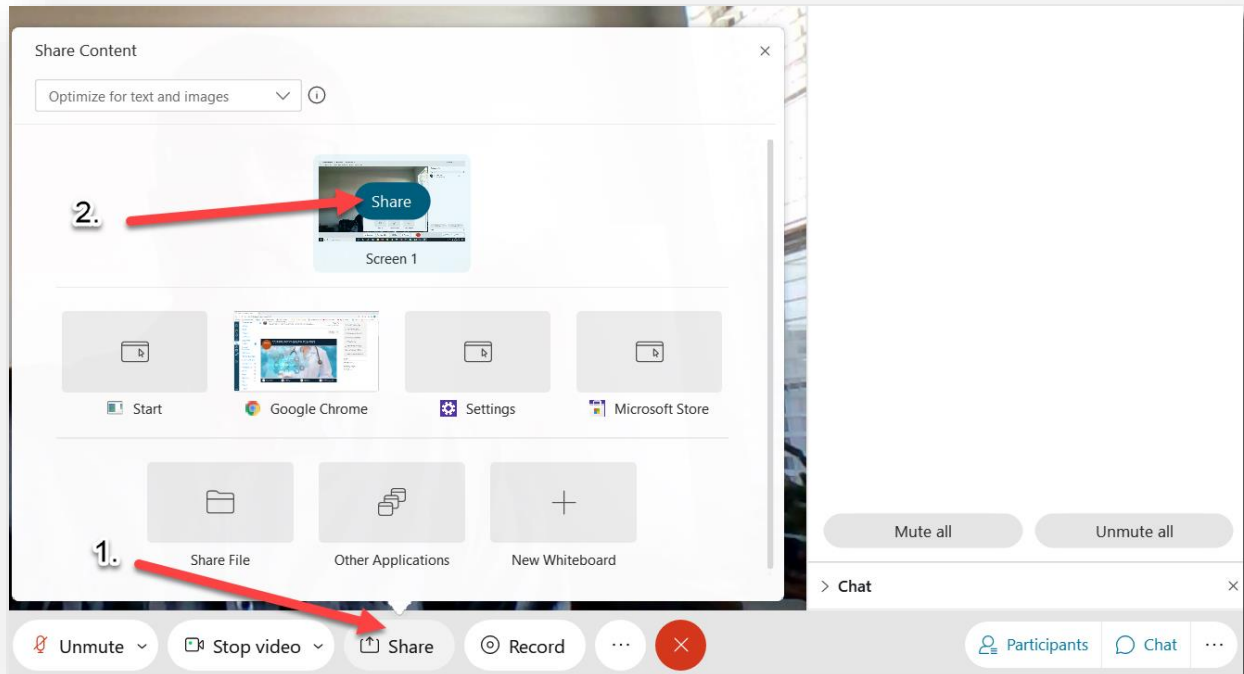 Share Content
Optimize for text and images
2.
Share
Screen 1
Start
Google Chrome
Settings
Microsoft Store
1.
Share File
Other Applications
New Whiteboard
Mute all
Unmute all
Chat
Unmute
Stop video
Share
Record
Participants
Chat